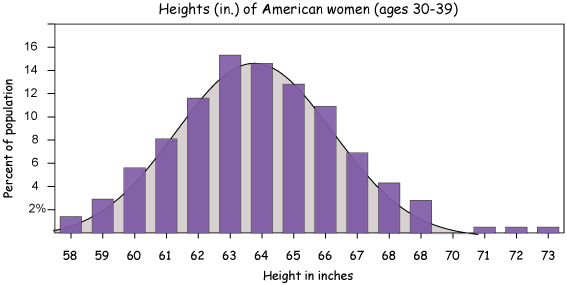 Heights (in.) of American women (ages 30-39)
Percent of population
16
14
12
10
8
6
4
2%
58 59 60 61 62 63 64 65 66 67 68 68 70 71 72 73
Height in inches